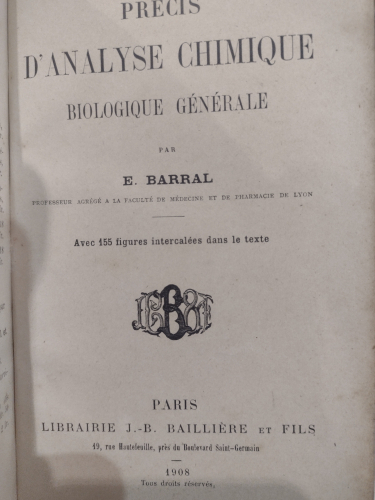 PRÉCIS
D'ANALYSE CHIMIQUE
BIOLOGIQUE GÉNÉRALE
PAR
E. BARRAL
PROFESSEUR AGRÉGÉ A LA FACULTÉ DE MÉDECINE ET DE PHARMACIE DE LYON
Avec 155 figures intercalées dans le texte
PARIS
LIBRAIRIE J.-B. BAILLIÈRE ET FILS
19, rue Hautefeuille, près du Boulevard Saint-Germain
1908
Tous droits réservés.